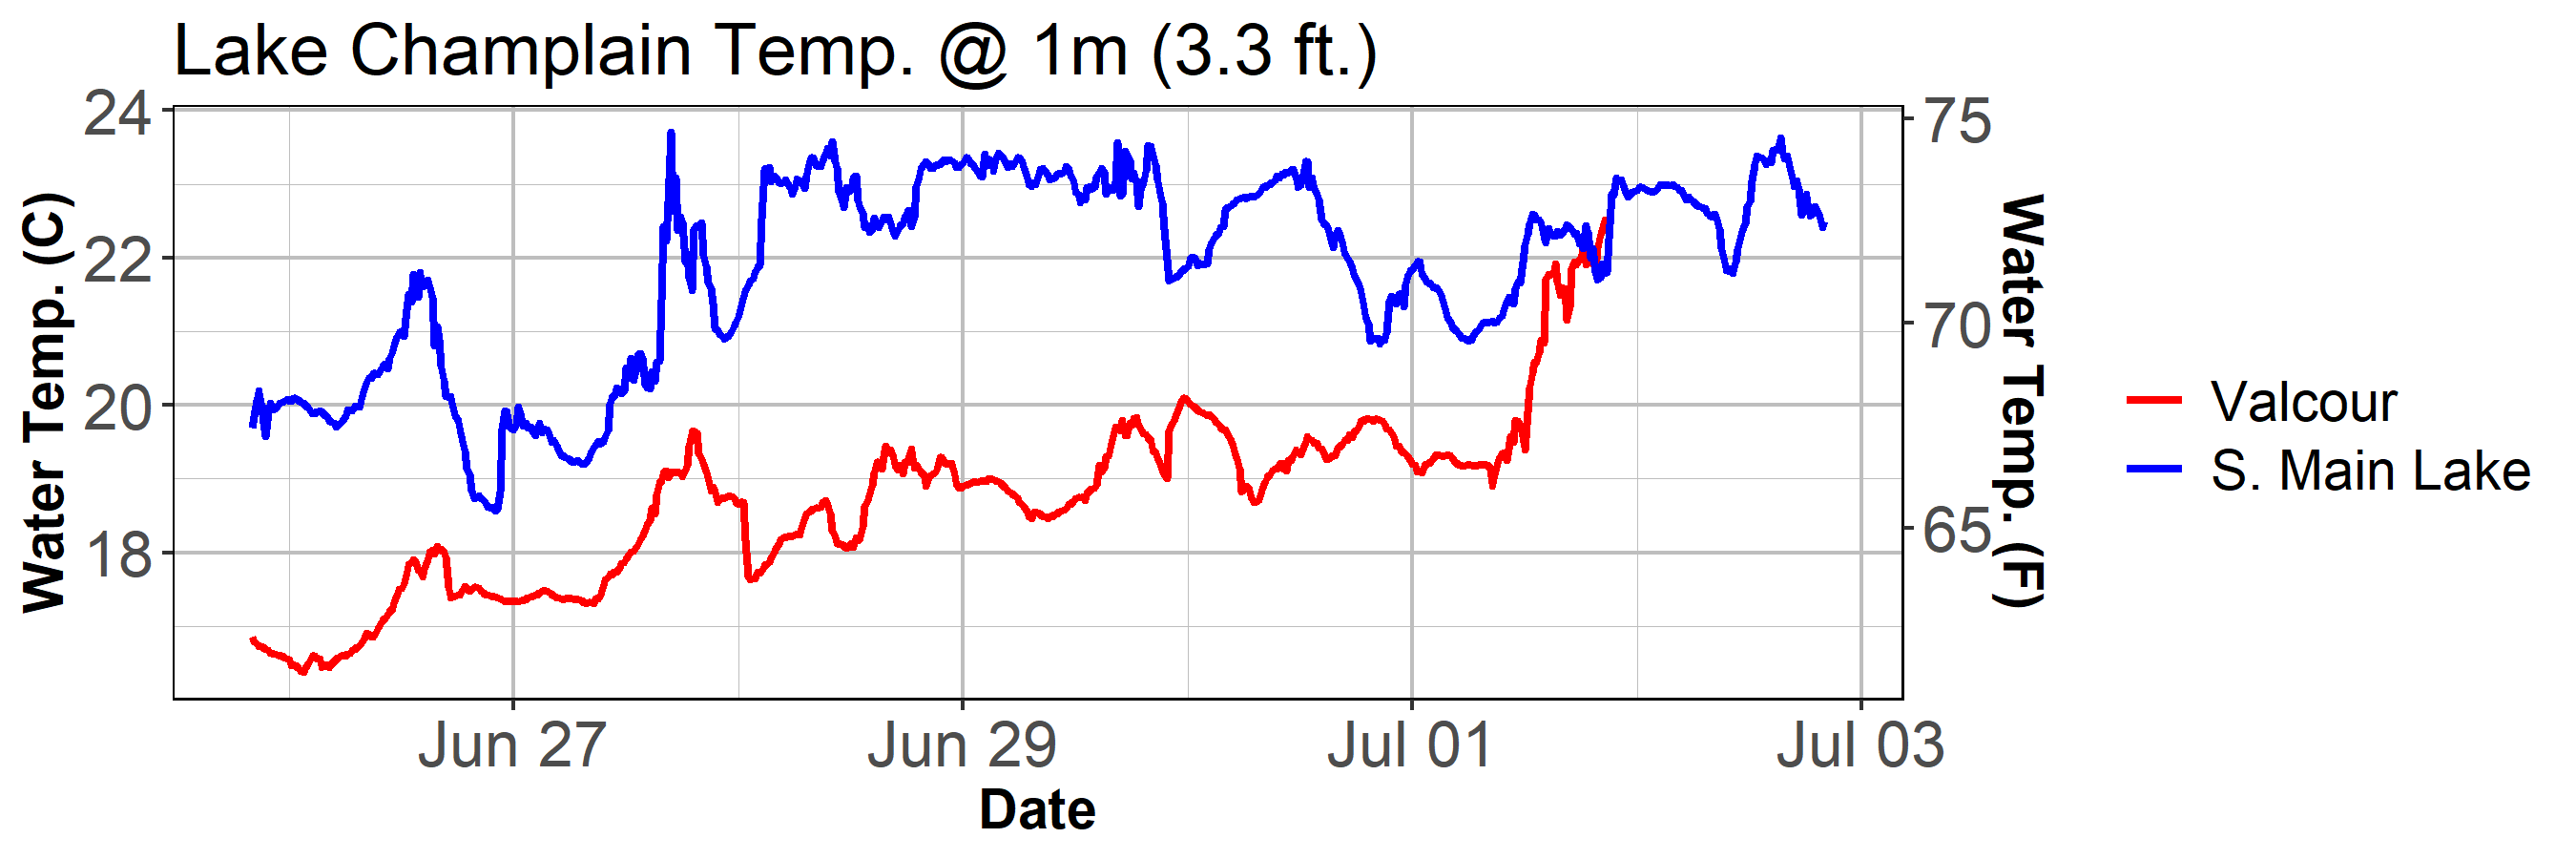 Lake Champlain Temp. @ 1m (3.3 ft.)
Water Temp. (C)
24
22
20
18
75
70
65
Water Temp. (F)
Jun 27
Jun 29
Jul 01
Jul 03
Date
Valcour
S. Main Lake